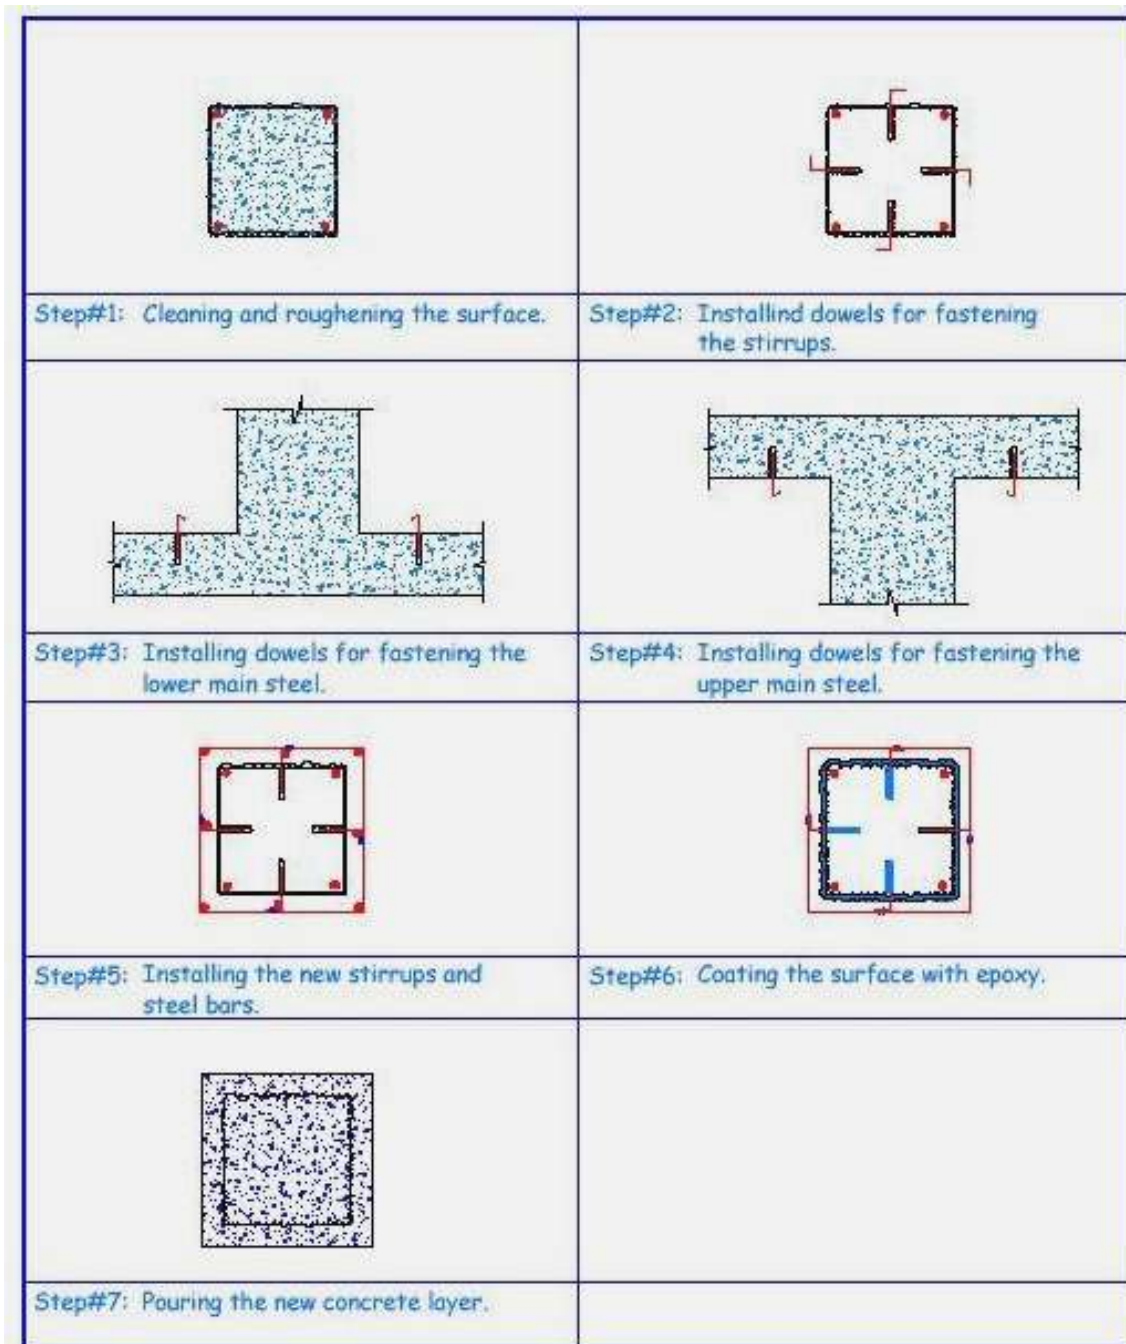 Step#1: Cleaning and roughening the surface.
Step#2: Installind dowels for fastening
the stirrups.
Step#3: Installing dowels for fastening the
lower main steel.
Step#4: Installing dowels for fastening the
upper main steel.
Step#5: Installing the new stirrups and
steel bars.
Step#6: Coating the surface with epoxy.
Step#7: Pouring the new concrete layer.